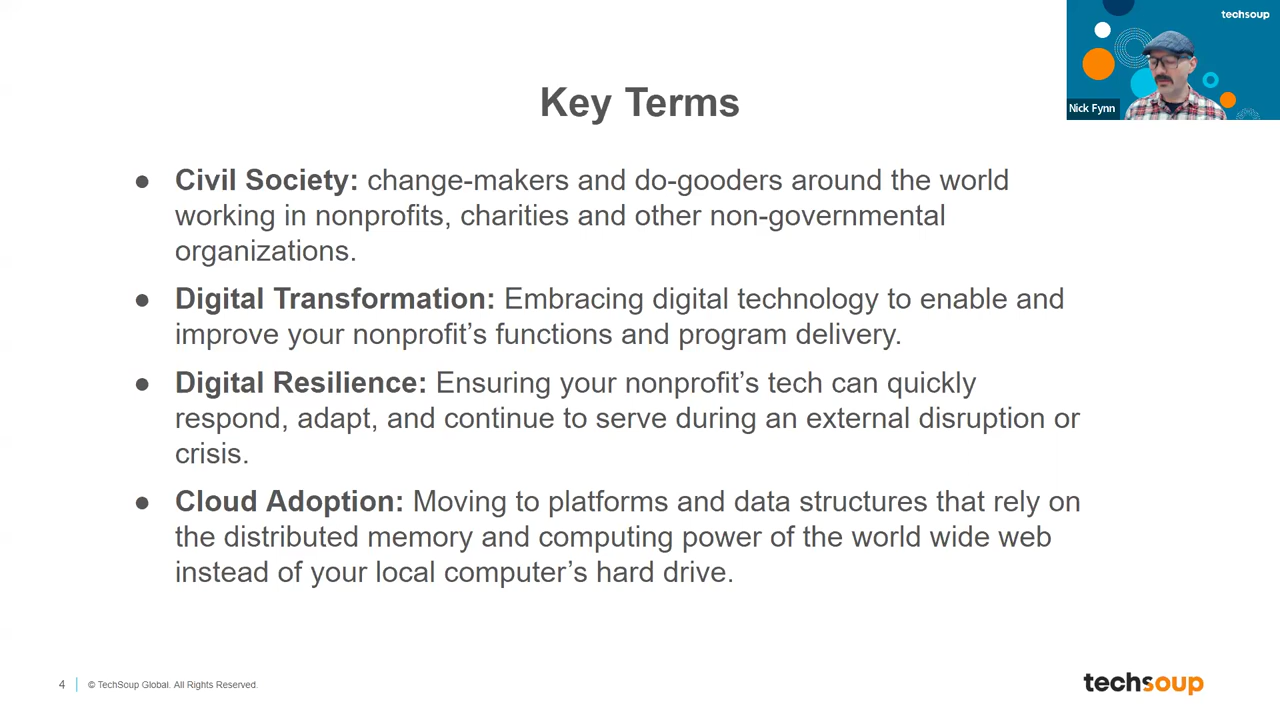 techsoup
Nick Fynn
Key Terms
● Civil Society: change-makers and do-gooders around the world
working in nonprofits, charities and other non-governmental
organizations.
● Digital Transformation: Embracing digital technology to enable and
improve your nonprofit’s functions and program delivery.
● Digital Resilience: Ensuring your nonprofit’s tech can quickly
respond, adapt, and continue to serve during an external disruption or
crisis.
● Cloud Adoption: Moving to platforms and data structures that rely on
the distributed memory and computing power of the world wide web
instead of your local computer’s hard drive.
4 | © TechSoup Global. All Rights Reserved.
techsoup